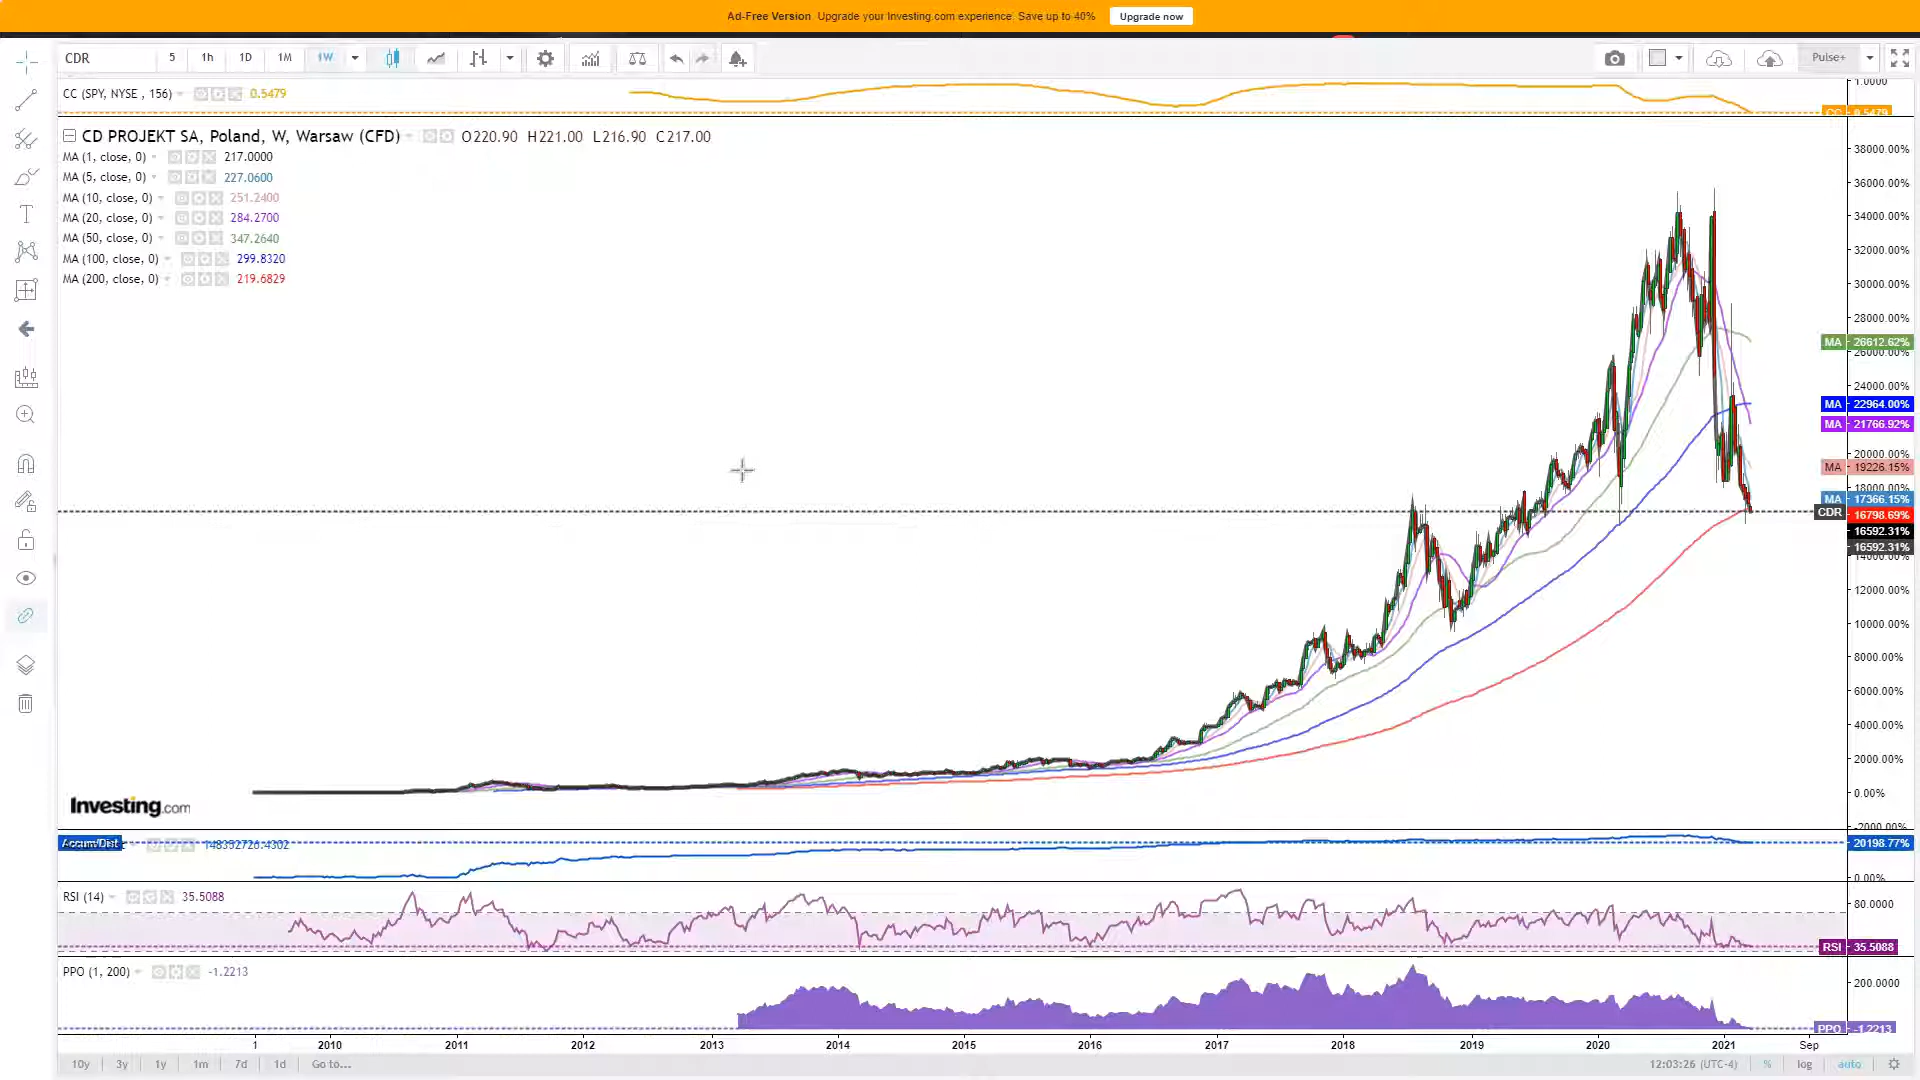 Ad-Free Version Upgrade your Investing.com experience. Save up to 40% Upgrade now
CDR 5 1h 1D 1M 1W Pulse+
CC (SPY, NYSE , 156) 0.5479
1.0000
CD PROJEKT SA, Poland, W, Warsaw (CFD) O220.90 H221.00 L216.90 C217.00
MA (1, close, 0) 217.0000
MA (5, close, 0) 227.0600
MA (10, close, 0) 251.2400
MA (20, close, 0) 284.2700
MA (50, close, 0) 347.2640
MA (100, close, 0) 299.8320
MA (200, close, 0) 219.6829
38000.00%
36000.00%
34000.00%
32000.00%
30000.00%
28000.00%
MA 26612.62%
26000.00%
24000.00%
MA 22964.00%
MA 21766.92%
20000.00%
MA 19226.15%
18000.00%
MA 17366.15%
CDR 16798.69%
16592.31%
16592.31%
14000.00%
12000.00%
10000.00%
8000.00%
6000.00%
4000.00%
2000.00%
0.00%
-2000.00%
Investing.com
Accum/Dist 148352726.4302
20198.77%
0.00%
RSI (14) 35.5088
80.0000
RSI 35.5088
PPO (1, 200) -1.2213
200.0000
PPO -1.2213
1 2010 2011 2012 2013 2014 2015 2016 2017 2018 2019 2020 2021 Sep
10y 3y 1y 1m 7d 1d Go to... 12:03:26 (UTC-4) % log auto